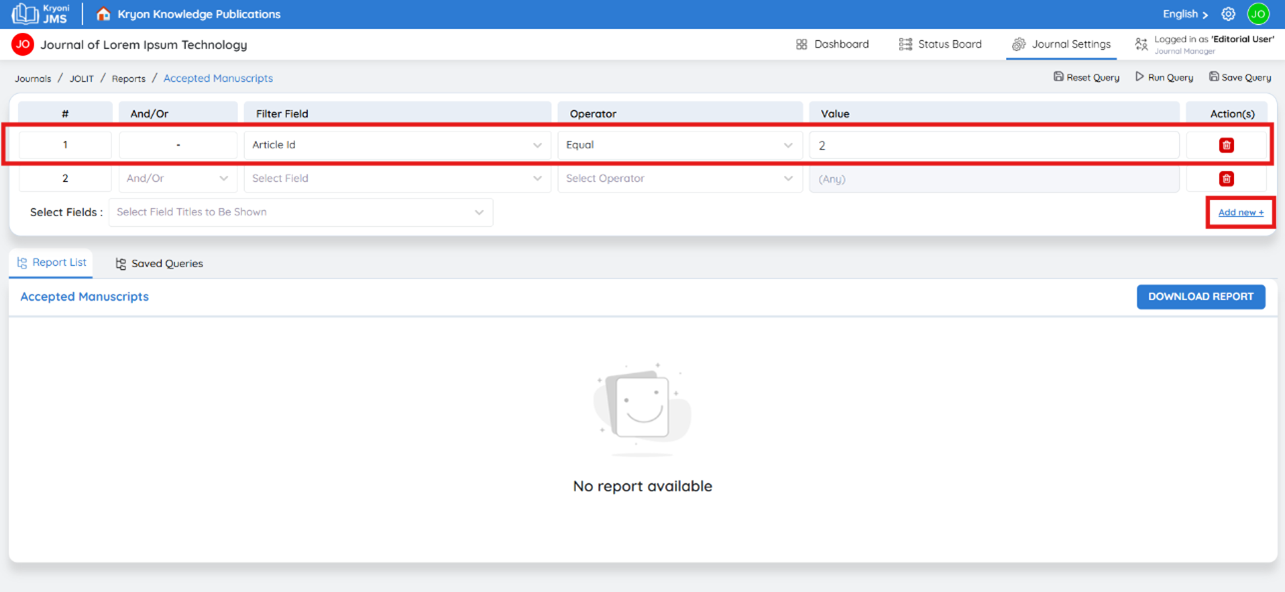 Kryoni JMS
Kryon Knowledge Publications
English
JO
JO
Journal of Lorem Ipsum Technology
Dashboard
Status Board
Journal Settings
Logged in as 'Editorial User'
Journal Manager
Journals / JOLIT / Reports / Accepted Manuscripts
Reset Query
Run Query
Save Query
# And/Or Filter Field Operator Value Action(s)
1 - Article Id Equal 2
2 And/Or Select Field Select Operator (Any)
Select Fields : Select Field Titles to Be Shown
Add new +
Report List
Saved Queries
Accepted Manuscripts
DOWNLOAD REPORT
No report available